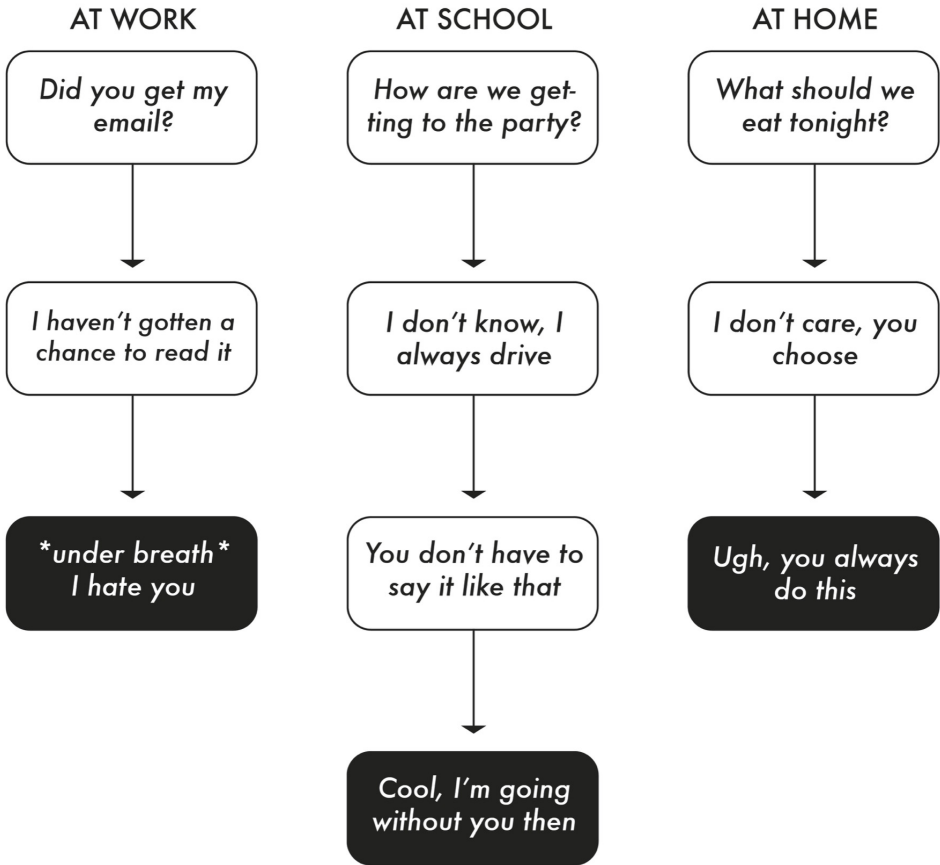 AT WORK
Did you get my
email?
I haven't gotten a
chance to read it
*under breath*
I hate you
AT SCHOOL
How are we get-
ting to the party?
I don't know, I
always drive
You don't have to
say it like that
Cool, I'm going
without you then
AT HOME
What should we
eat tonight?
I don't care, you
choose
Ugh, you always
do this